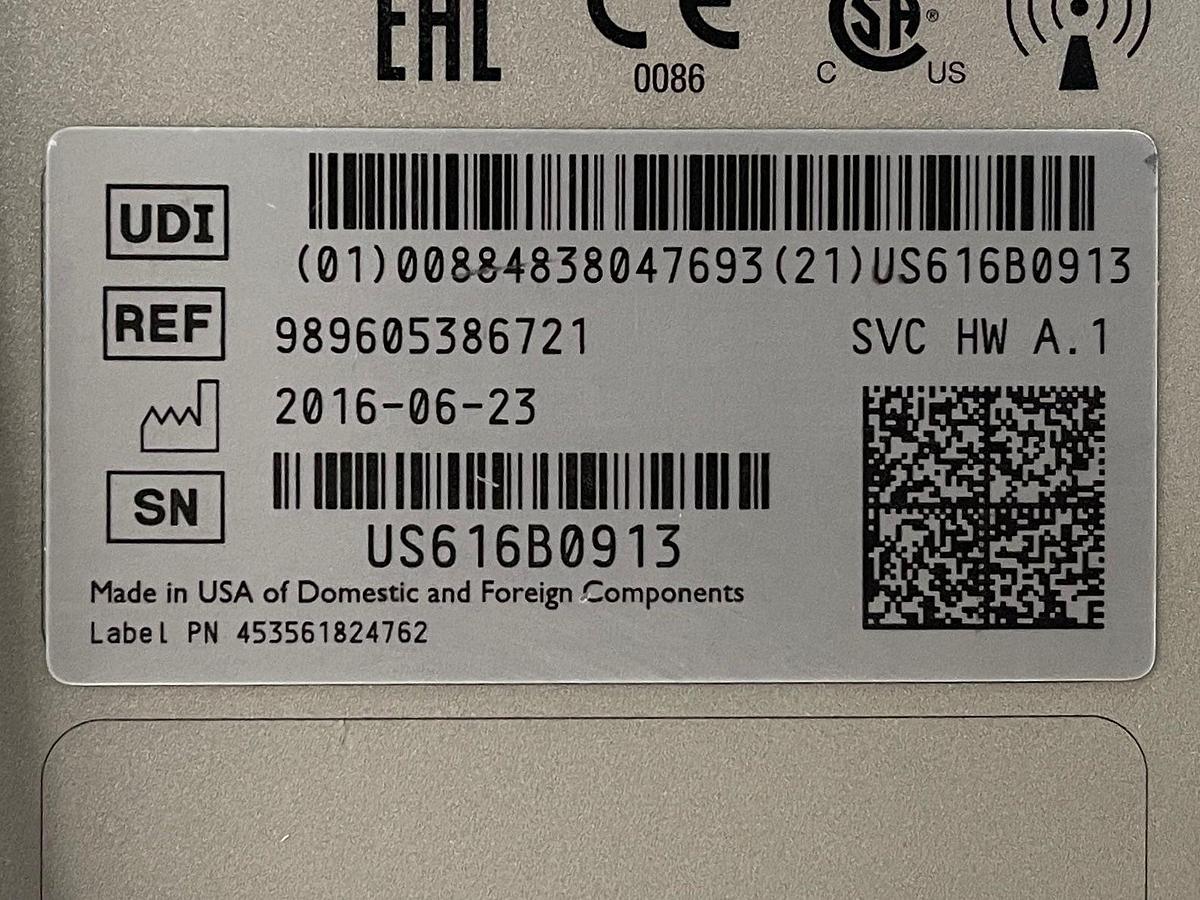 EAC
CE
0086
CSA®
C US
UDI
(01)00884838047693(21)US616B0913
REF 989605386721 SVC HW A.1
2016-06-23
SN
US616B0913
Made in USA of Domestic and Foreign Components
Label PN 453561824762